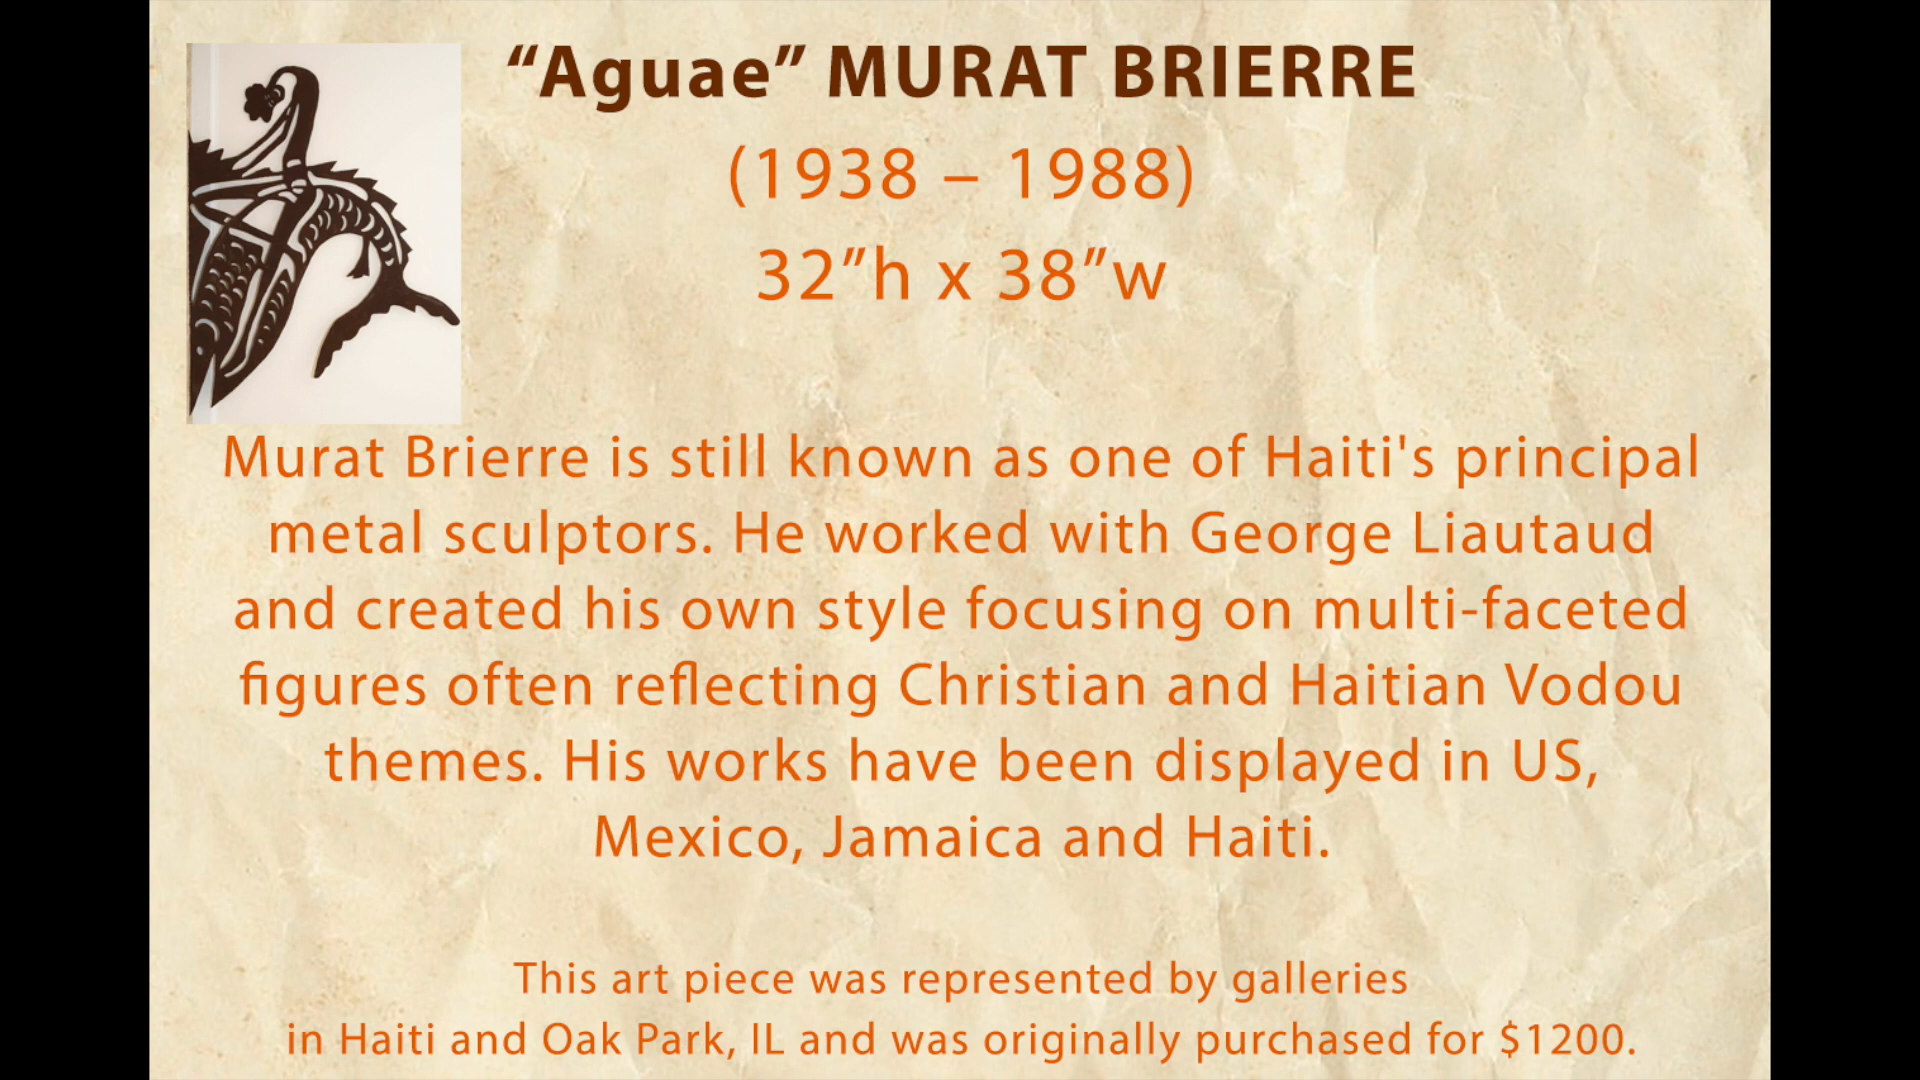 “Aguae” MURAT BRIERRE
(1938 – 1988)
32”h x 38”w
Murat Brierre is still known as one of Haiti's principal
metal sculptors. He worked with George Liautaud
and created his own style focusing on multi-faceted
figures often reflecting Christian and Haitian Vodou
themes. His works have been displayed in US,
Mexico, Jamaica and Haiti.
This art piece was represented by galleries
in Haiti and Oak Park, IL and was originally purchased for $1200.